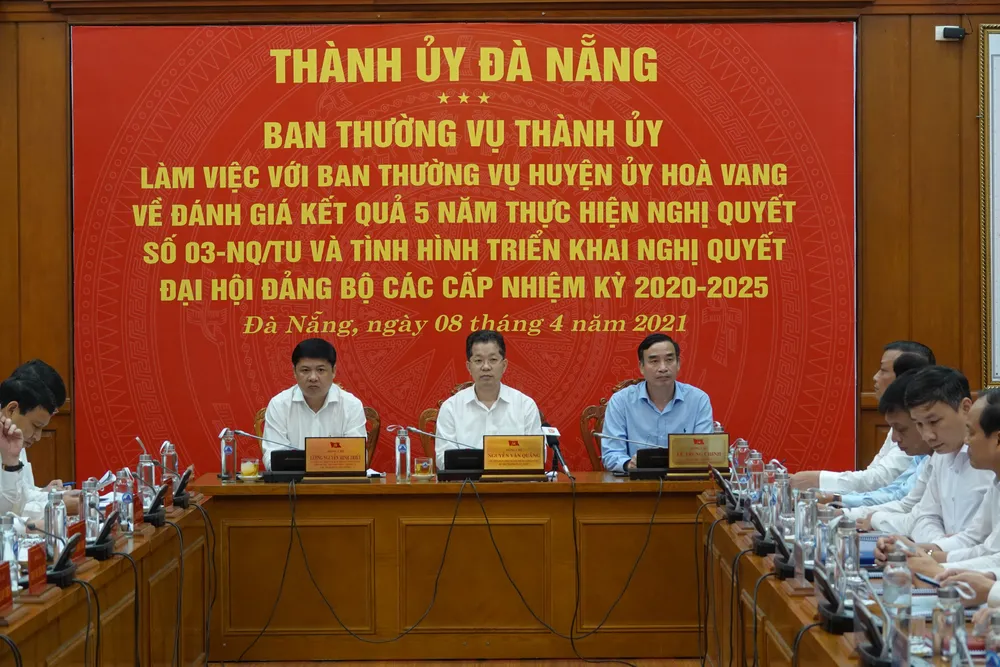 THÀNH ỦY ĐÀ NẴNG
BAN THƯỜNG VỤ THÀNH ỦY
LÀM VIỆC VỚI BAN THƯỜNG VỤ HUYỆN ỦY HOÀ VANG
VỀ ĐÁNH GIÁ KẾT QUẢ 5 NĂM THỰC HIỆN NGHỊ QUYẾT
SỐ 03-NQ/TU VÀ TÌNH HÌNH TRIỂN KHAI NGHỊ QUYẾT
ĐẠI HỘI ĐẢNG BỘ CÁC CẤP NHIỆM KỲ 2020-2025
Đà Nẵng, ngày 08 tháng 4 năm 2021
NGUYỄN VĂN QUẢNG